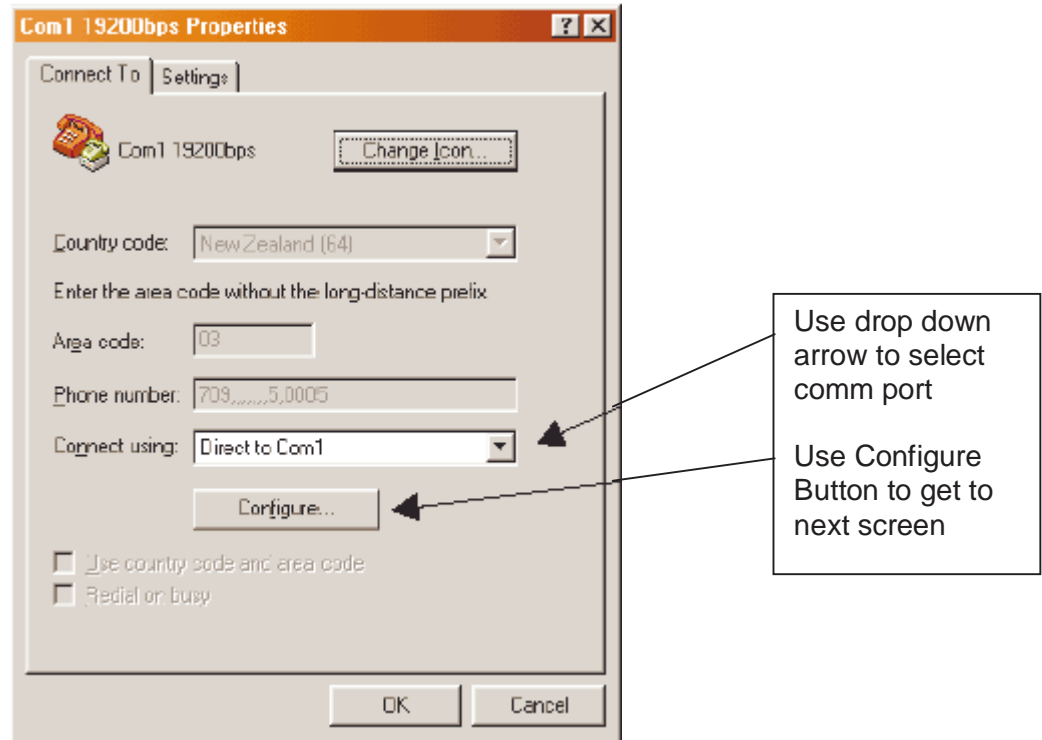 Com1 19200bps Properties
Connect To Settings
Com1 19200bps Change Icon...
Country code: New Zealand (64)
Enter the area code without the long-distance prefix
Area code: 03
Phone number: 709,,,,,,,5,0005
Connect using: Direct to Com1
Configure...
Use country code and area code
Redial on busy
OK Cancel
Use drop down
arrow to select
comm port
Use Configure
Button to get to
next screen